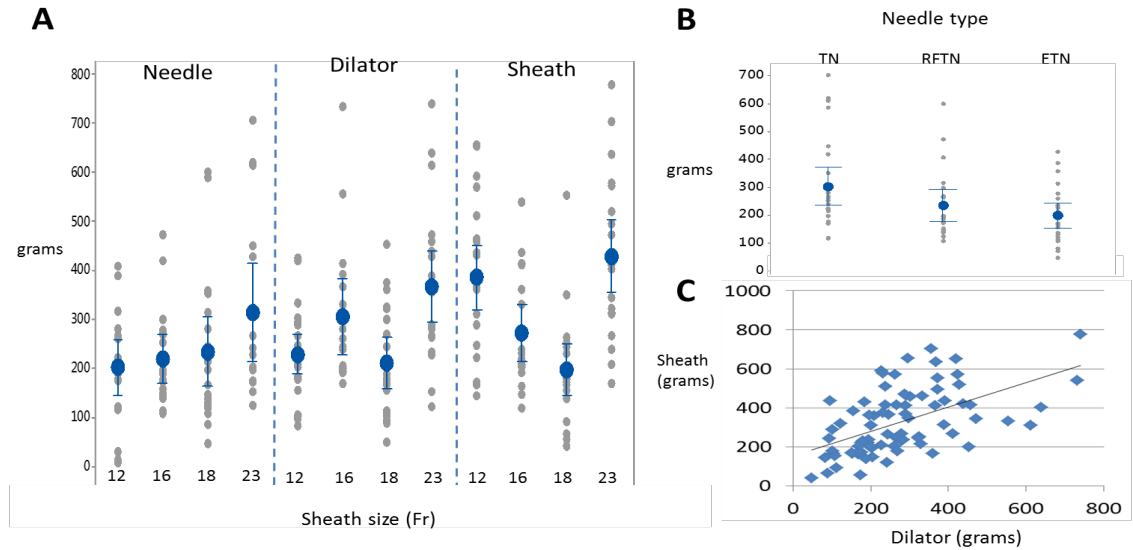 A
Needle
Dilator
Sheath
800
700
600
500
400
300
200
100
0
grams
12 16 18 23 12 16 18 23 12 16 18 23
Sheath size (Fr)
B
Needle type
TN RFTN ETN
700
600
500
400
300
200
100
0
grams
C
1000
800
600
400
200
0
Sheath
(grams)
0 200 400 600 800
Dilator (grams)